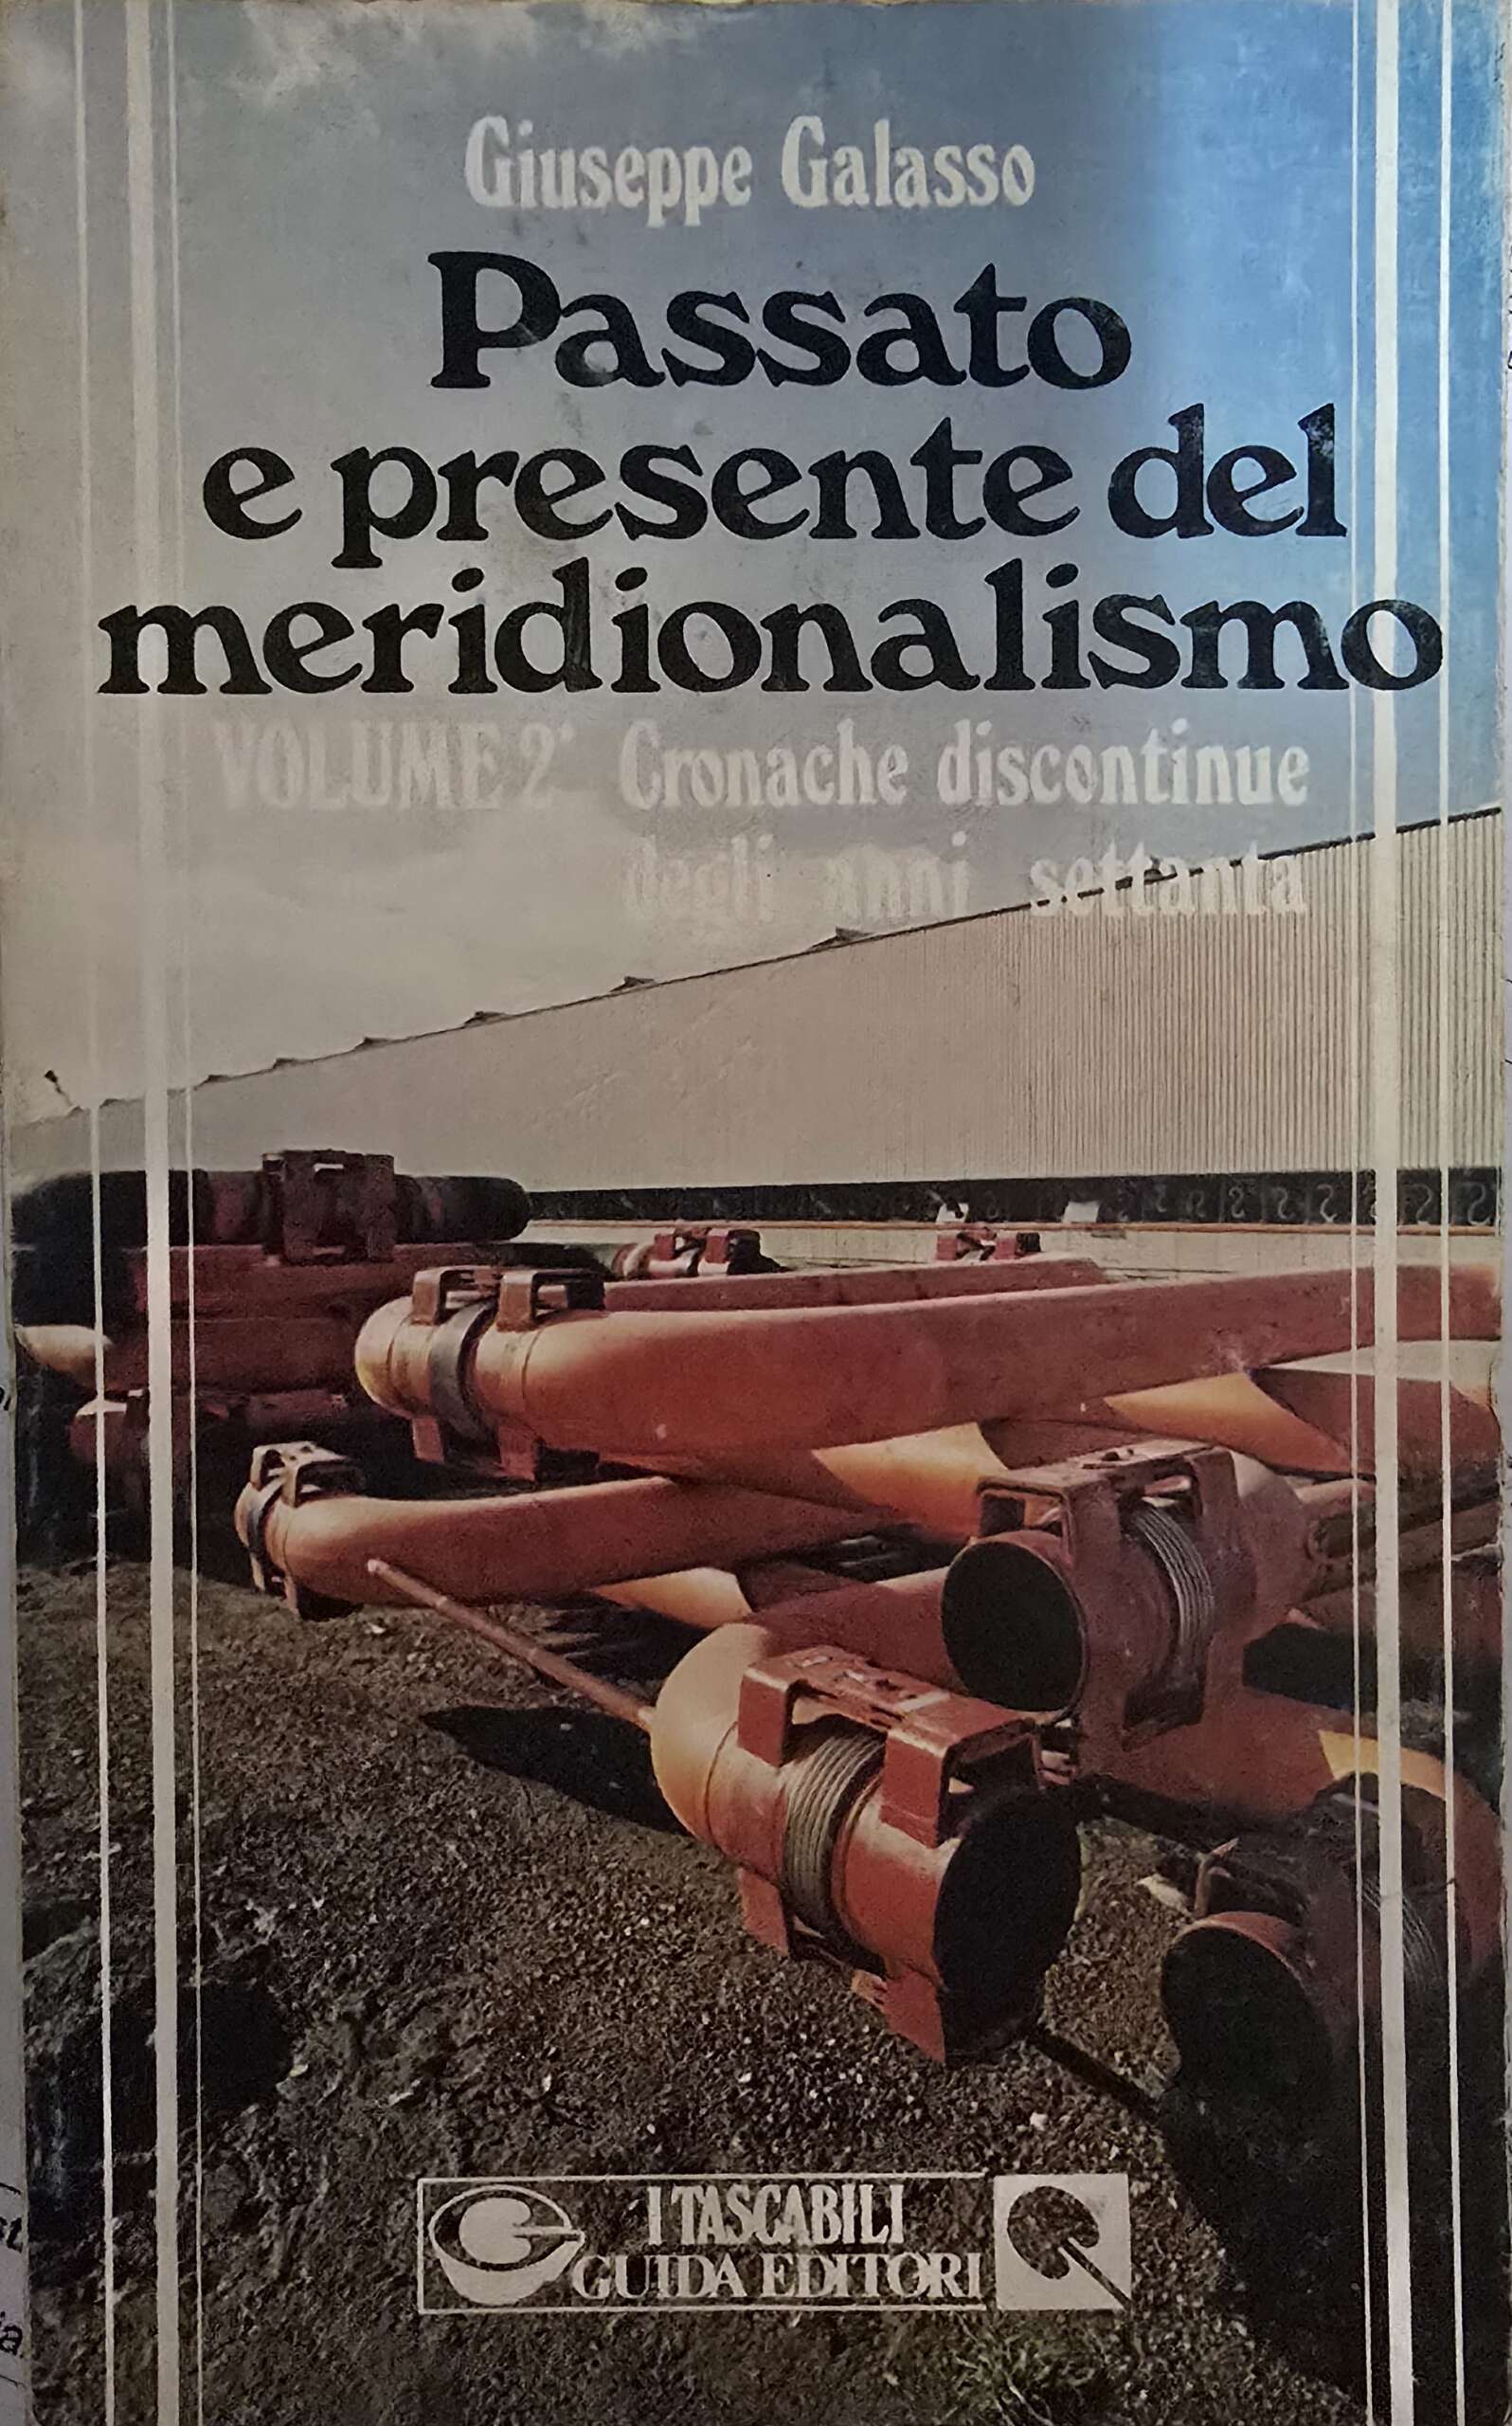 Giuseppe Galasso
Passato
e presente del
meridionalismo
VOLUME 2° Cronache discontinue
degli anni settanta
I TASCABILI
GUIDA EDITORI